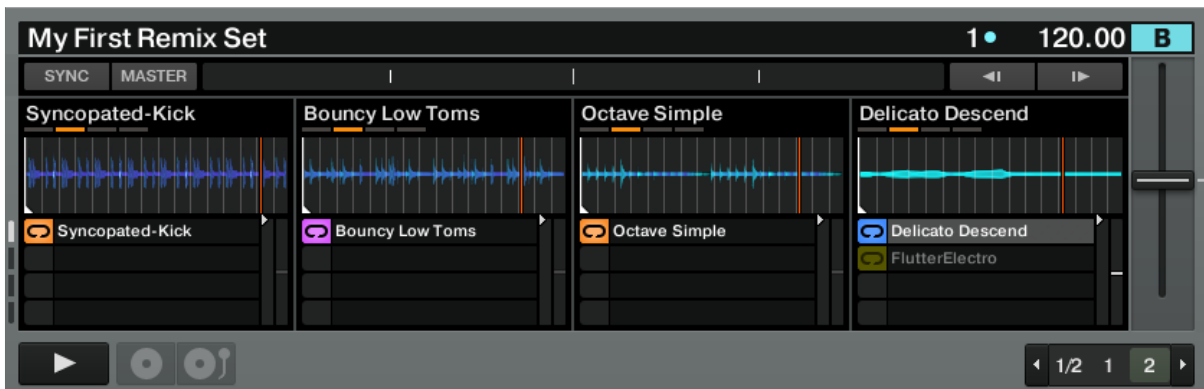 My First Remix Set 1 120.00 B
SYNC MASTER
Syncopated-Kick Bouncy Low Toms Octave Simple Delicato Descend
Syncopated-Kick Bouncy Low Toms Octave Simple Delicato Descend
FlutterElectro
1/2 1 2